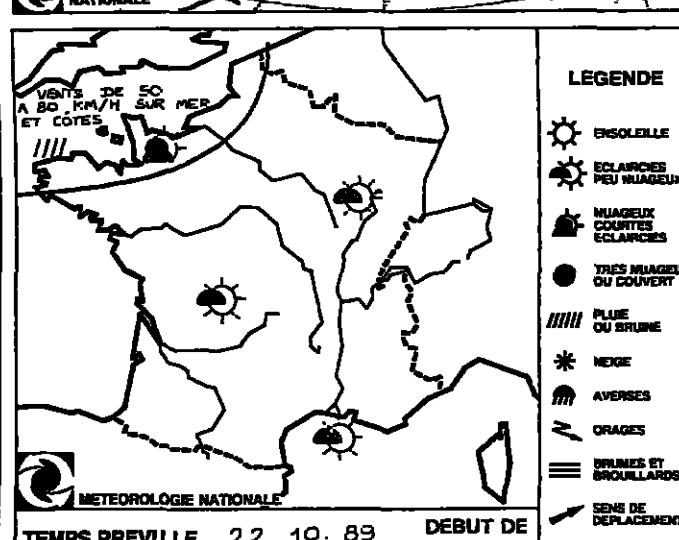 NATIONALE
VENTS DE 50
A 80 KM/H SUR MER
ET CÔTES
METEOROLOGIE NATIONALE
TEMPS PREVU LE 22.10.89 DEBUT DE
LEGENDE
ENSOLEILLE
ECLAIRCIES
PEU NUAGEUX
NUAGEUX
COURTES
ECLAIRCIES
TRES NUAGEUX
OU COUVERT
PLUIE
OU BRUINE
NEIGE
AVERSES
ORAGES
BRUMES ET
BROUILLARDS
SENS DE
DEPLACEMENT